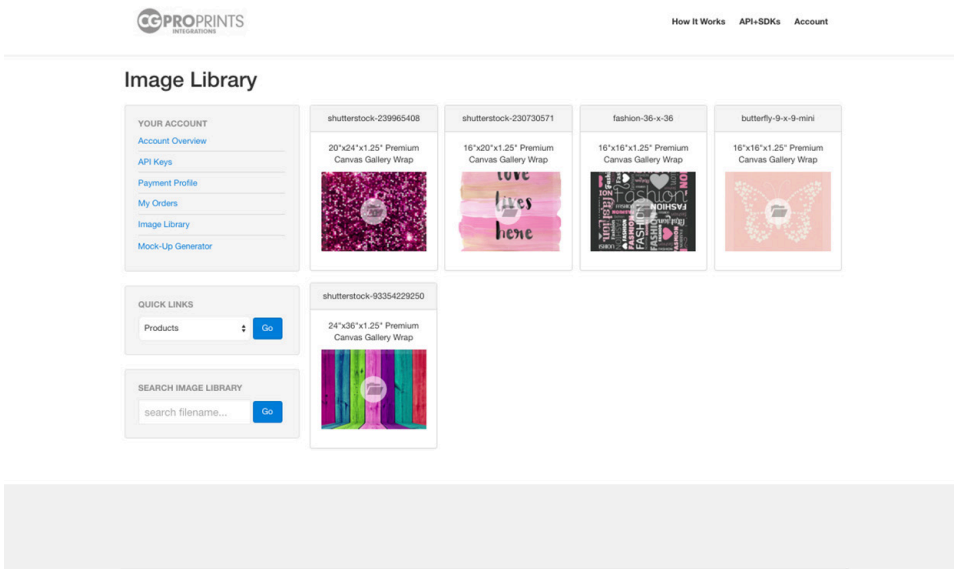 CGPROPRINTS
INTEGRATIONS
How It Works API+SDKs Account
Image Library
YOUR ACCOUNT
Account Overview
API Keys
Payment Profile
My Orders
Image Library
Mock-Up Generator
QUICK LINKS
Products
Go
SEARCH IMAGE LIBRARY
search filename...
Go
shutterstock-239965408
20"x24"x1.25" Premium
Canvas Gallery Wrap
shutterstock-230730571
16"x20"x1.25" Premium
Canvas Gallery Wrap
love
lives
here
fashion-36-x-36
16"x16"x1.25" Premium
Canvas Gallery Wrap
Fashion
FASHION
FASHION
FASHION
butterfly-9-x-9-mini
16"x16"x1.25" Premium
Canvas Gallery Wrap
shutterstock-93354229250
24"x36"x1.25" Premium
Canvas Gallery Wrap